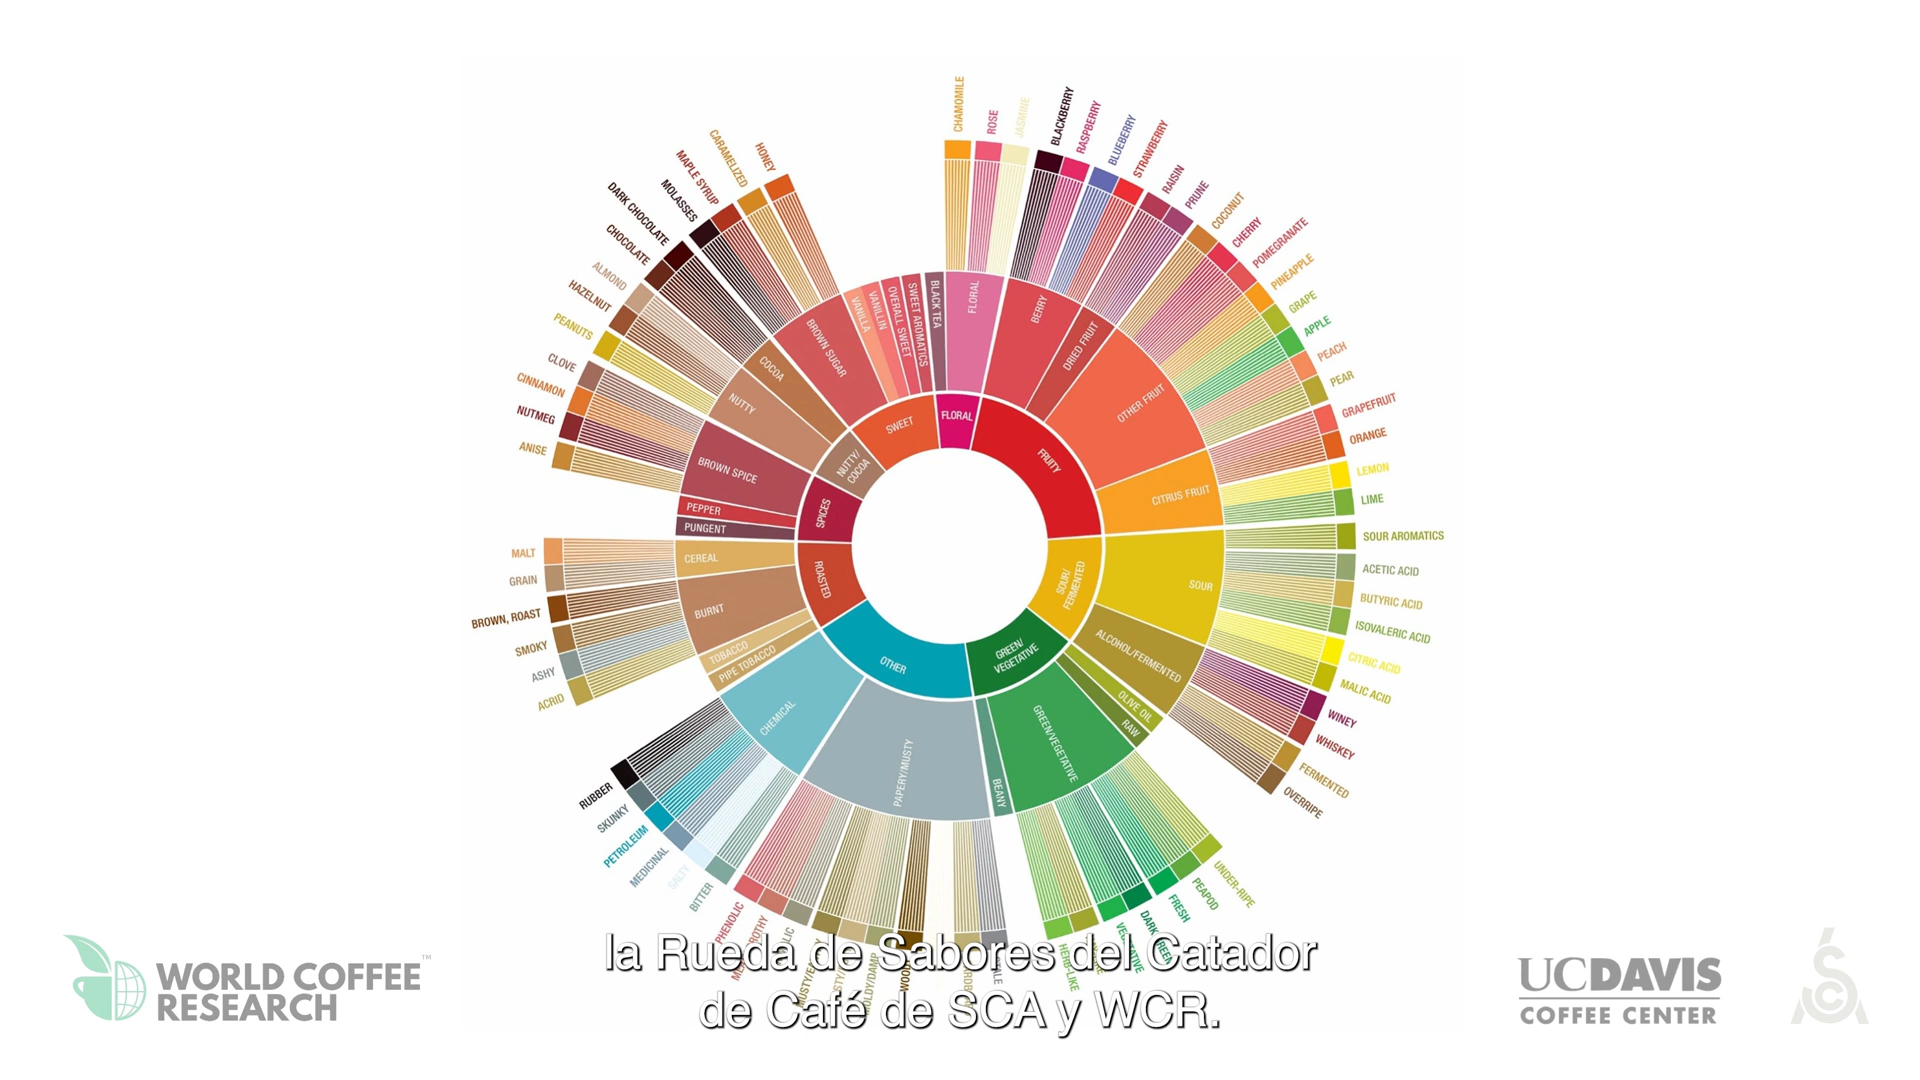 CHAMOMILE
ROSE
JASMINE
BLACKBERRY
RASPBERRY
BLUEBERRY
STRAWBERRY
RAISIN
PRUNE
COCONUT
CHERRY
POMEGRANATE
PINEAPPLE
GRAPE
APPLE
PEACH
PEAR
GRAPEFRUIT
ORANGE
LEMON
LIME
SOUR AROMATICS
ACETIC ACID
BUTYRIC ACID
ISOVALERIC ACID
CITRIC ACID
MALIC ACID
WINEY
WHISKEY
FERMENTED
OVERRIPE
UNDER-RIPE
PEAPOD
FRESH
DARK GREEN
VEGETATIVE
HERB-LIKE
PHENOLIC
BITTER
SALTY
MEDICINAL
PETROLEUM
SKUNKY
RUBBER
ACRID
ASHY
SMOKY
BROWN, ROAST
GRAIN
MALT
ANISE
NUTMEG
CINNAMON
CLOVE
PEANUTS
HAZELNUT
ALMOND
CHOCOLATE
DARK CHOCOLATE
MOLASSES
MAPLE SYRUP
CARAMELIZED
HONEY
FLORAL
BERRY
DRIED FRUIT
OTHER FRUIT
CITRUS FRUIT
SOUR
ALCOHOL/FERMENTED
OLIVE OIL
RAW
GREEN/VEGETATIVE
BEANY
PAPERY/MUSTY
CHEMICAL
PIPE TOBACCO
TOBACCO
BURNT
CEREAL
PUNGENT
PEPPER
BROWN SPICE
NUTTY
COCOA
BROWN SUGAR
VANILLA
VANILLIN
OVERALL SWEET
SWEET AROMATICS
BLACK TEA
FLORAL
FRUITY
SOUR/
FERMENTED
GREEN/
VEGETATIVE
OTHER
ROASTED
SPICES
NUTTY/
COCOA
SWEET
la Rueda de Sabores del Catador
de Café de SCA y WCR.
WORLD COFFEE
RESEARCH
™
UCDAVIS
COFFEE CENTER
SCA